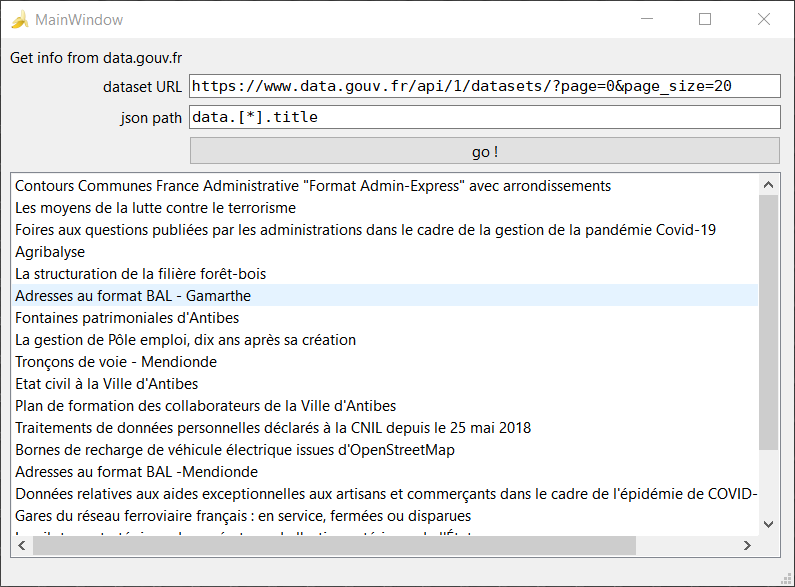 MainWindow
Get info from data.gouv.fr
dataset URL https://www.data.gouv.fr/api/1/datasets/?page=0&page_size=20
json path data.[*].title
go !
Contours Communes France Administrative "Format Admin-Express" avec arrondissements
Les moyens de la lutte contre le terrorisme
Foires aux questions publiées par les administrations dans le cadre de la gestion de la pandémie Covid-19
Agribalyse
La structuration de la filière forêt-bois
Adresses au format BAL - Gamarthe
Fontaines patrimoniales d'Antibes
La gestion de Pôle emploi, dix ans après sa création
Tronçons de voie - Mendionde
Etat civil à la Ville d'Antibes
Plan de formation des collaborateurs de la Ville d'Antibes
Traitements de données personnelles déclarés à la CNIL depuis le 25 mai 2018
Bornes de recharge de véhicule électrique issues d'OpenStreetMap
Adresses au format BAL -Mendionde
Données relatives aux aides exceptionnelles aux artisans et commerçants dans le cadre de l'épidémie de COVID-
Gares du réseau ferroviaire français : en service, fermées ou disparues